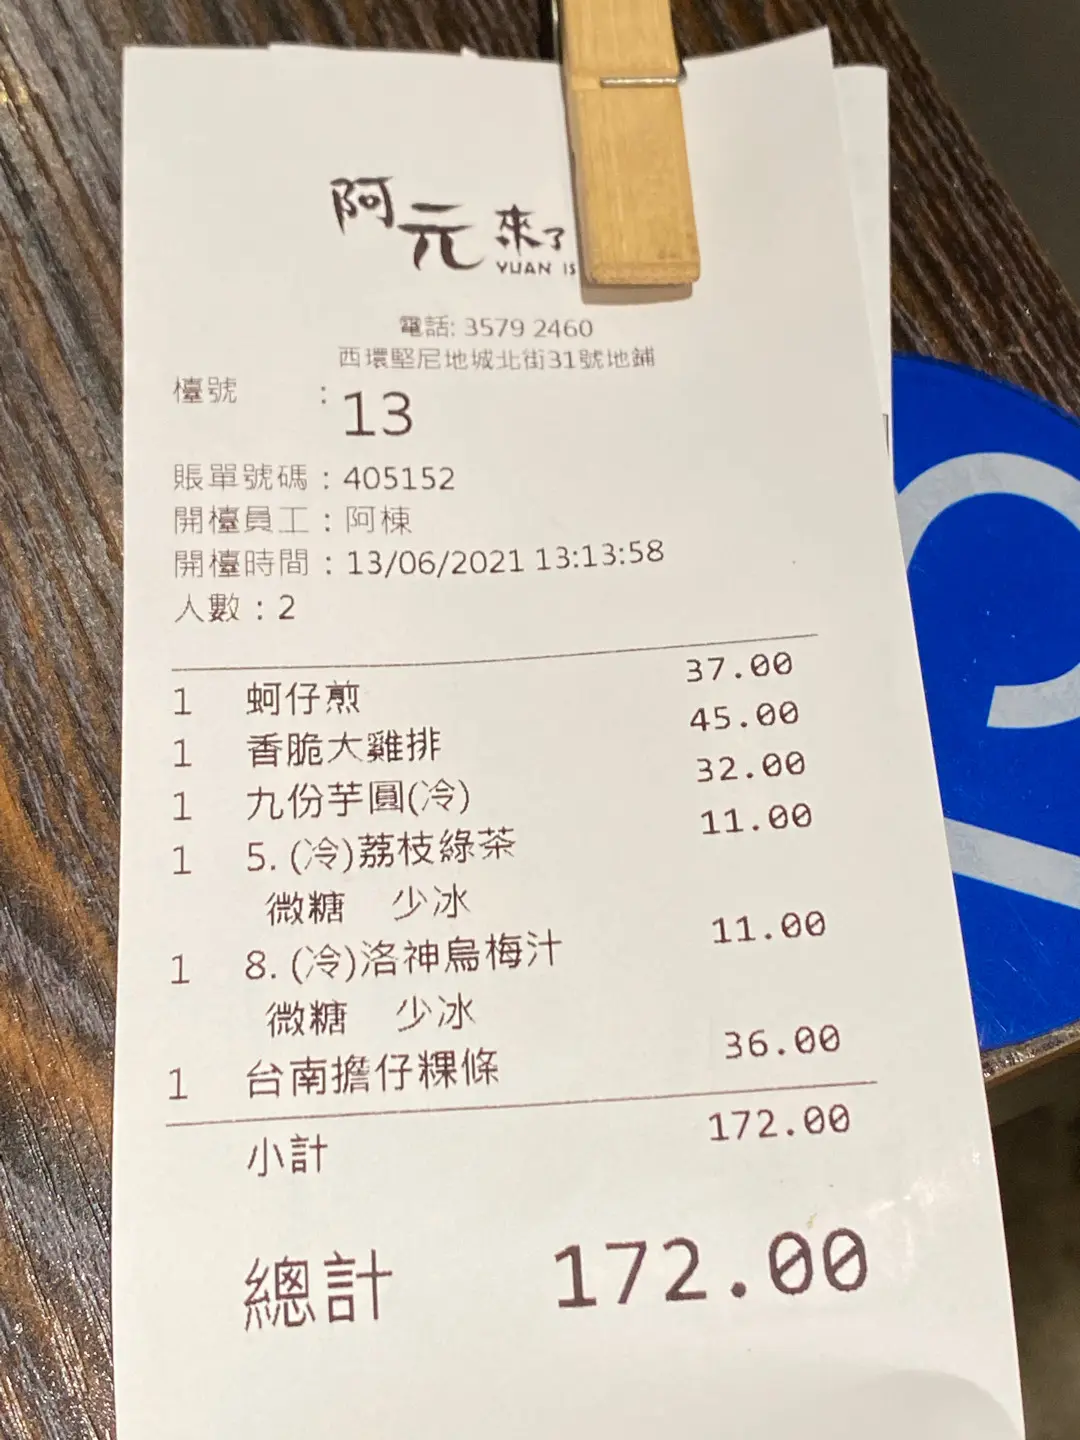 阿元來了
YUAN IS
電話: 3579 2460
西環堅尼地城北街31號地鋪
檯號 : 13
賬單號碼 : 405152
開檯員工 : 阿棟
開檯時間 : 13/06/2021 13:13:58
人數 : 2
1 蚵仔煎 37.00
1 香脆大雞排 45.00
1 九份芋圓(冷) 32.00
1 5. (冷)荔枝綠茶 11.00
微糖 少冰
1 8. (冷)洛神烏梅汁 11.00
微糖 少冰
1 台南擔仔粿條 36.00
小計 172.00
總計 172.00